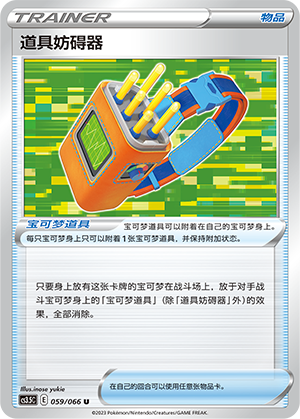 TRAINER 物品
道具妨碍器
宝可梦道具 宝可梦道具可以附着在自己的宝可梦身上。
每只宝可梦身上只可以附着1张宝可梦道具，并保持附加状态。
只要身上放有这张卡牌的宝可梦在战斗场上，放于对手战
斗宝可梦身上的「宝可梦道具」（除「道具妨碍器」外）的效
果，全部消除。
Illus.inose yukie
cs3.5C E 059/066 U
在自己的回合可以使用任意张物品卡。
©2023 Pokémon/Nintendo/Creatures/GAME FREAK.